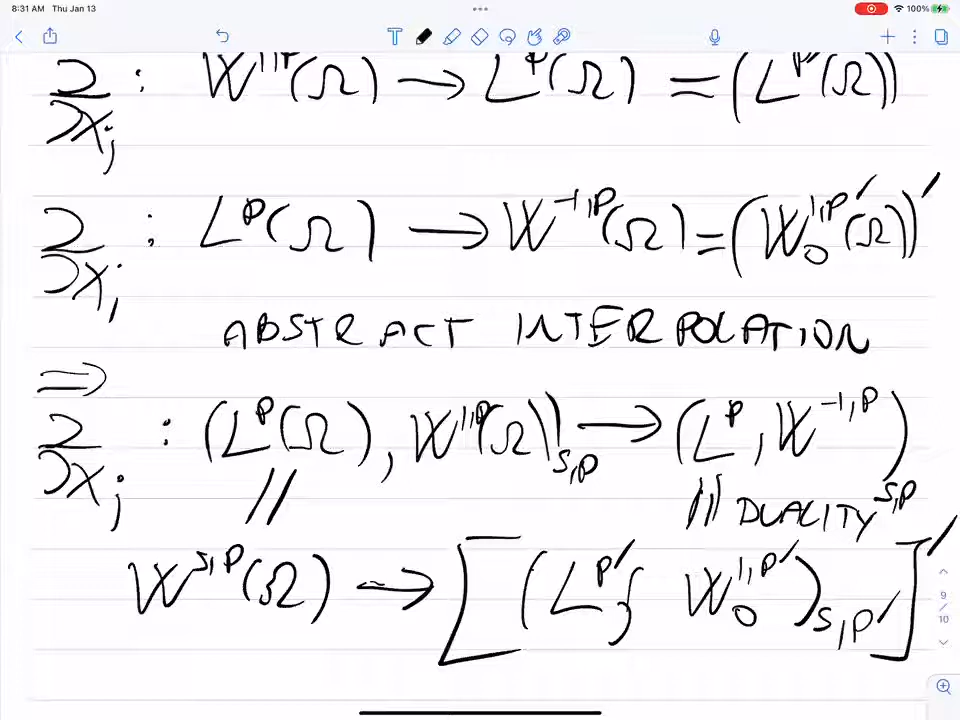 8:31 AM Thu Jan 13
100%
∂/∂x_j : W^{1,p}(Ω) → L^p(Ω) = (L^{p'}(Ω))
∂/∂x_j : L^p(Ω) → W^{-1,p}(Ω) = (W_0^{1,p'}(Ω))'
ABSTRACT INTERPOLATION
⇒
∂/∂x_j : (L^p(Ω), W^{1,p}(Ω))_{s,p} → (L^p, W^{-1,p})_{s,p}
// // DUALITY
W^{s,p}(Ω) → [(L^{p'}; W_0^{1,p'})_{s,p'}]'
9
/
10